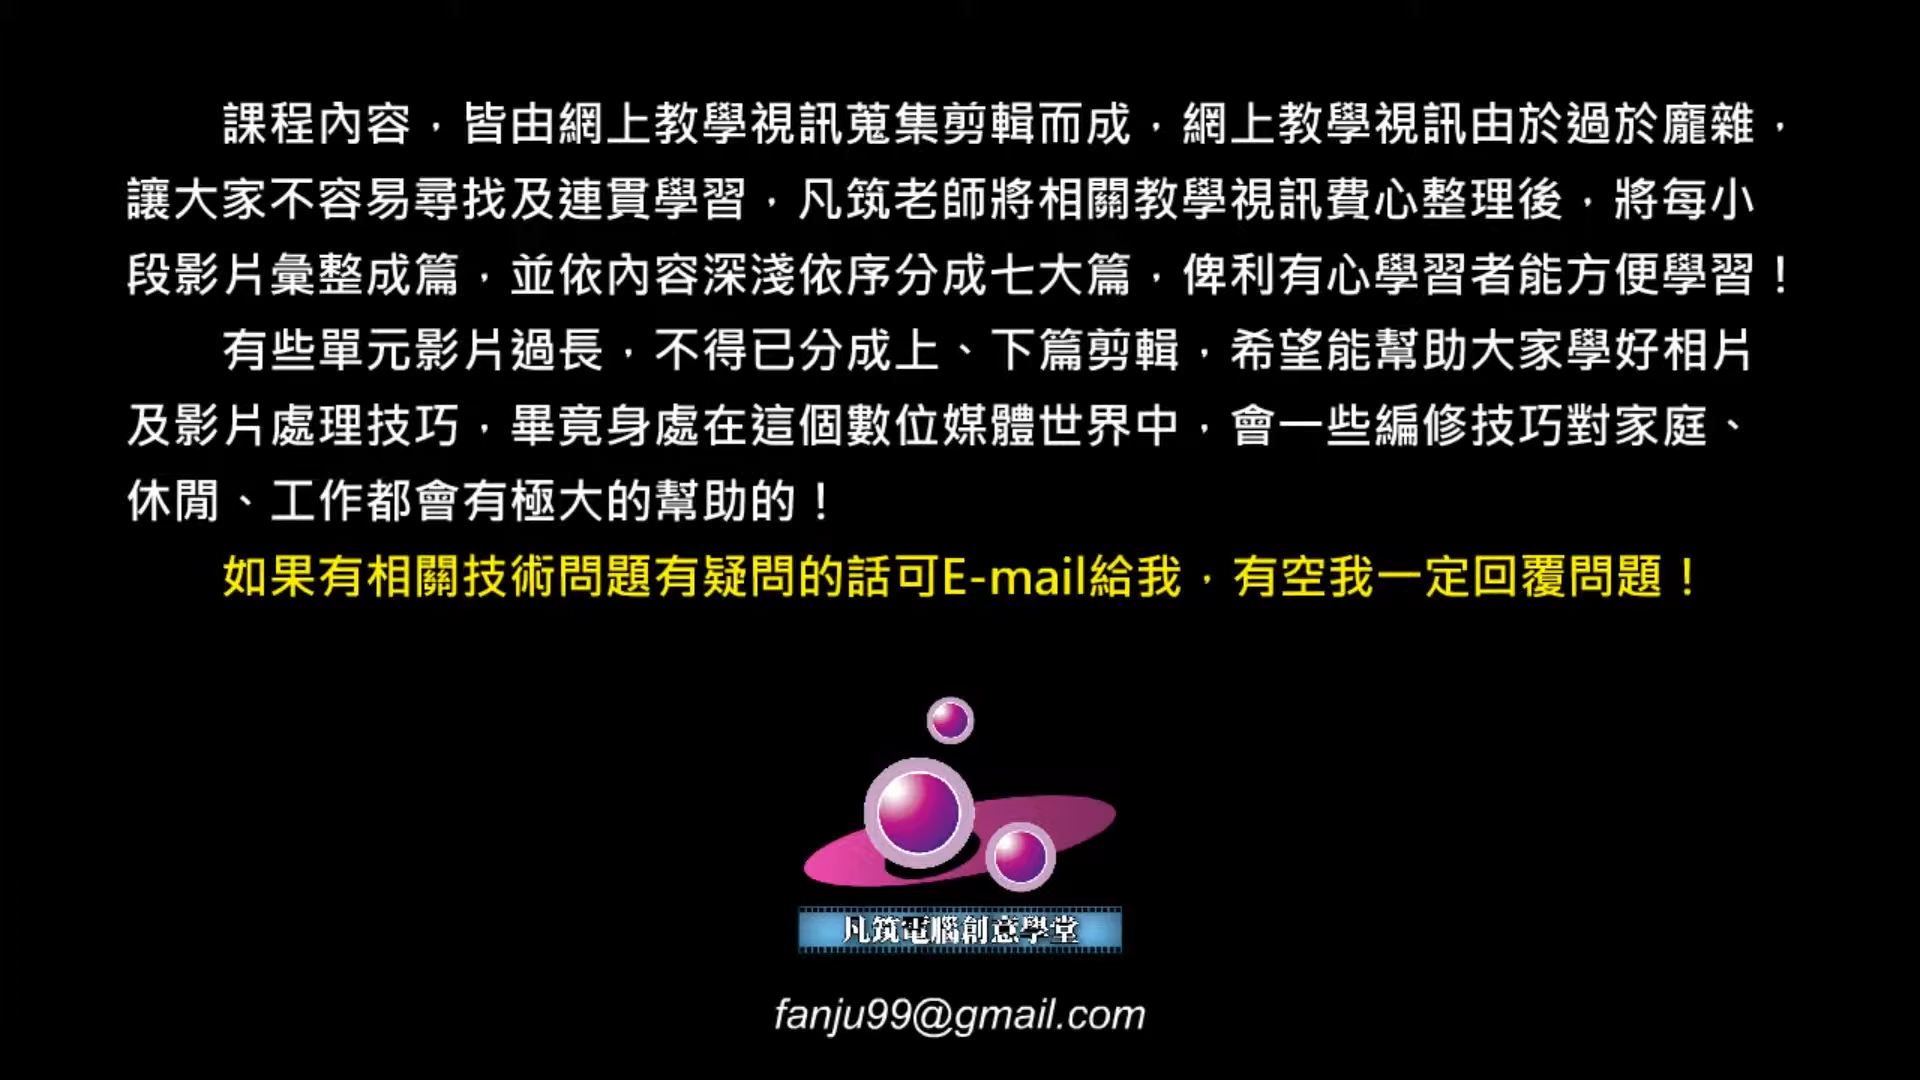 課程內容，皆由網上教學視訊蒐集剪輯而成，網上教學視訊由於過於龐雜，
讓大家不容易尋找及連貫學習，凡筑老師將相關教學視訊費心整理後，將每小
段影片彙整成篇，並依內容深淺依序分成七大篇，俾利有心學習者能方便學習！
有些單元影片過長，不得已分成上、下篇剪輯，希望能幫助大家學好相片
及影片處理技巧，畢竟身處在這個數位媒體世界中，會一些編修技巧對家庭、
休閒、工作都會有極大的幫助的！
如果有相關技術問題有疑問的話可E-mail給我，有空我一定回覆問題！
凡筑電腦創意學堂
fanju99@gmail.com